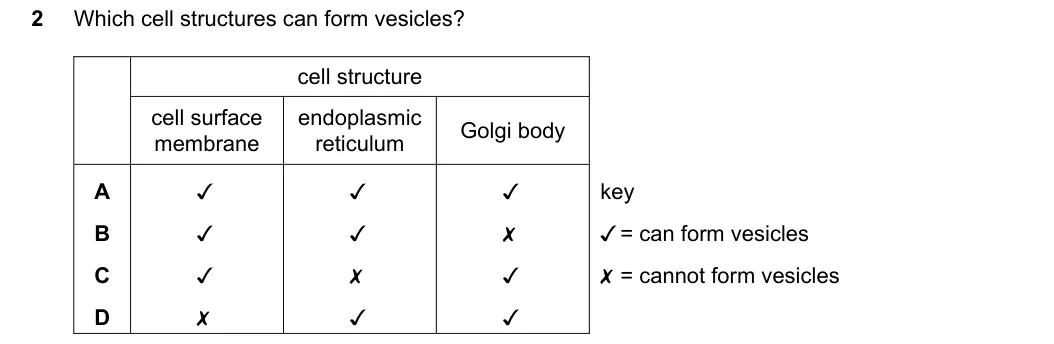 2 Which cell structures can form vesicles?
cell structure
cell surface membrane
endoplasmic reticulum
Golgi body
A ✓ ✓ ✓ key
B ✓ ✓ ✗ ✓ = can form vesicles
C ✓ ✗ ✓ ✗ = cannot form vesicles
D ✗ ✓ ✓